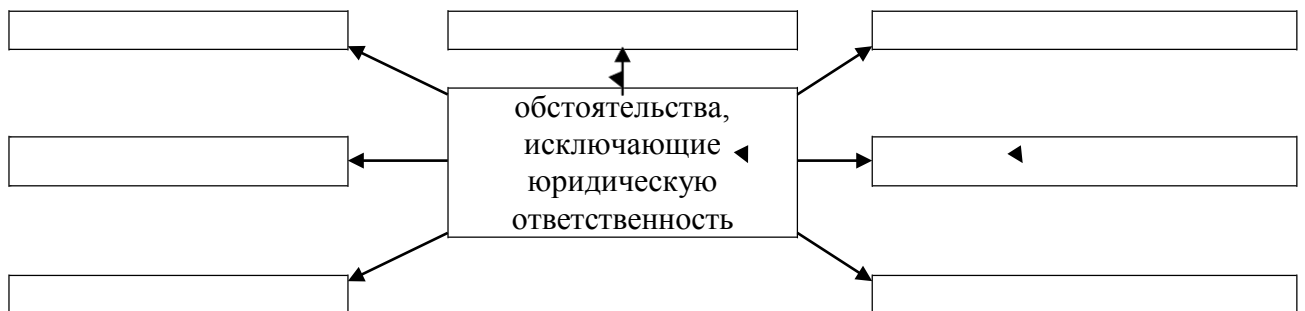 обстоятельства,
исключающие
юридическую
ответственность